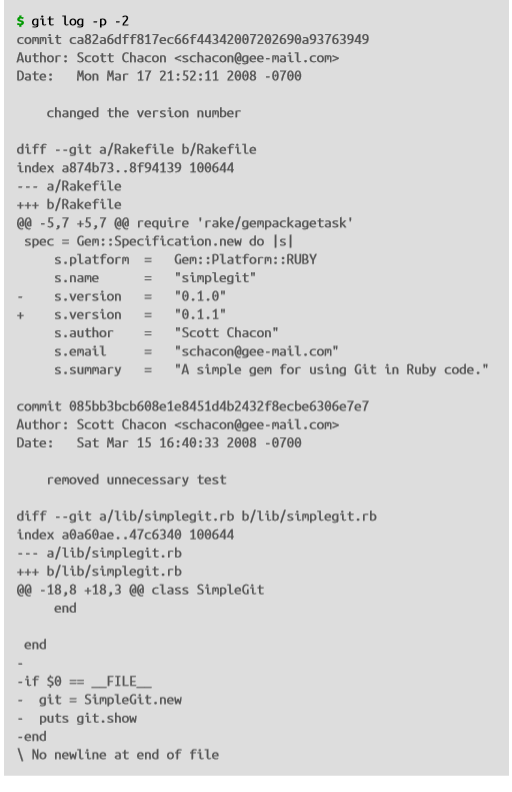 $ git log -p -2
commit ca82a6dff817ec66f44342007202690a93763949
Author: Scott Chacon <schacon@gee-mail.com>
Date:   Mon Mar 17 21:52:11 2008 -0700

    changed the version number

diff --git a/Rakefile b/Rakefile
index a874b73..8f94139 100644
--- a/Rakefile
+++ b/Rakefile
@@ -5,7 +5,7 @@ require 'rake/gempackagetask'
 spec = Gem::Specification.new do |s|
     s.platform  =   Gem::Platform::RUBY
     s.name      =   "simplegit"
-    s.version   =   "0.1.0"
+    s.version   =   "0.1.1"
     s.author    =   "Scott Chacon"
     s.email     =   "schacon@gee-mail.com"
     s.summary   =   "A simple gem for using Git in Ruby code."

commit 085bb3bcb608e1e8451d4b2432f8ecbe6306e7e7
Author: Scott Chacon <schacon@gee-mail.com>
Date:   Sat Mar 15 16:40:33 2008 -0700

    removed unnecessary test

diff --git a/lib/simplegit.rb b/lib/simplegit.rb
index a0a60ae..47c6340 100644
--- a/lib/simplegit.rb
+++ b/lib/simplegit.rb
@@ -18,8 +18,3 @@ class SimpleGit
     end

 end
-
-if $0 == __FILE__
-  git = SimpleGit.new
-  puts git.show
-end
\ No newline at end of file